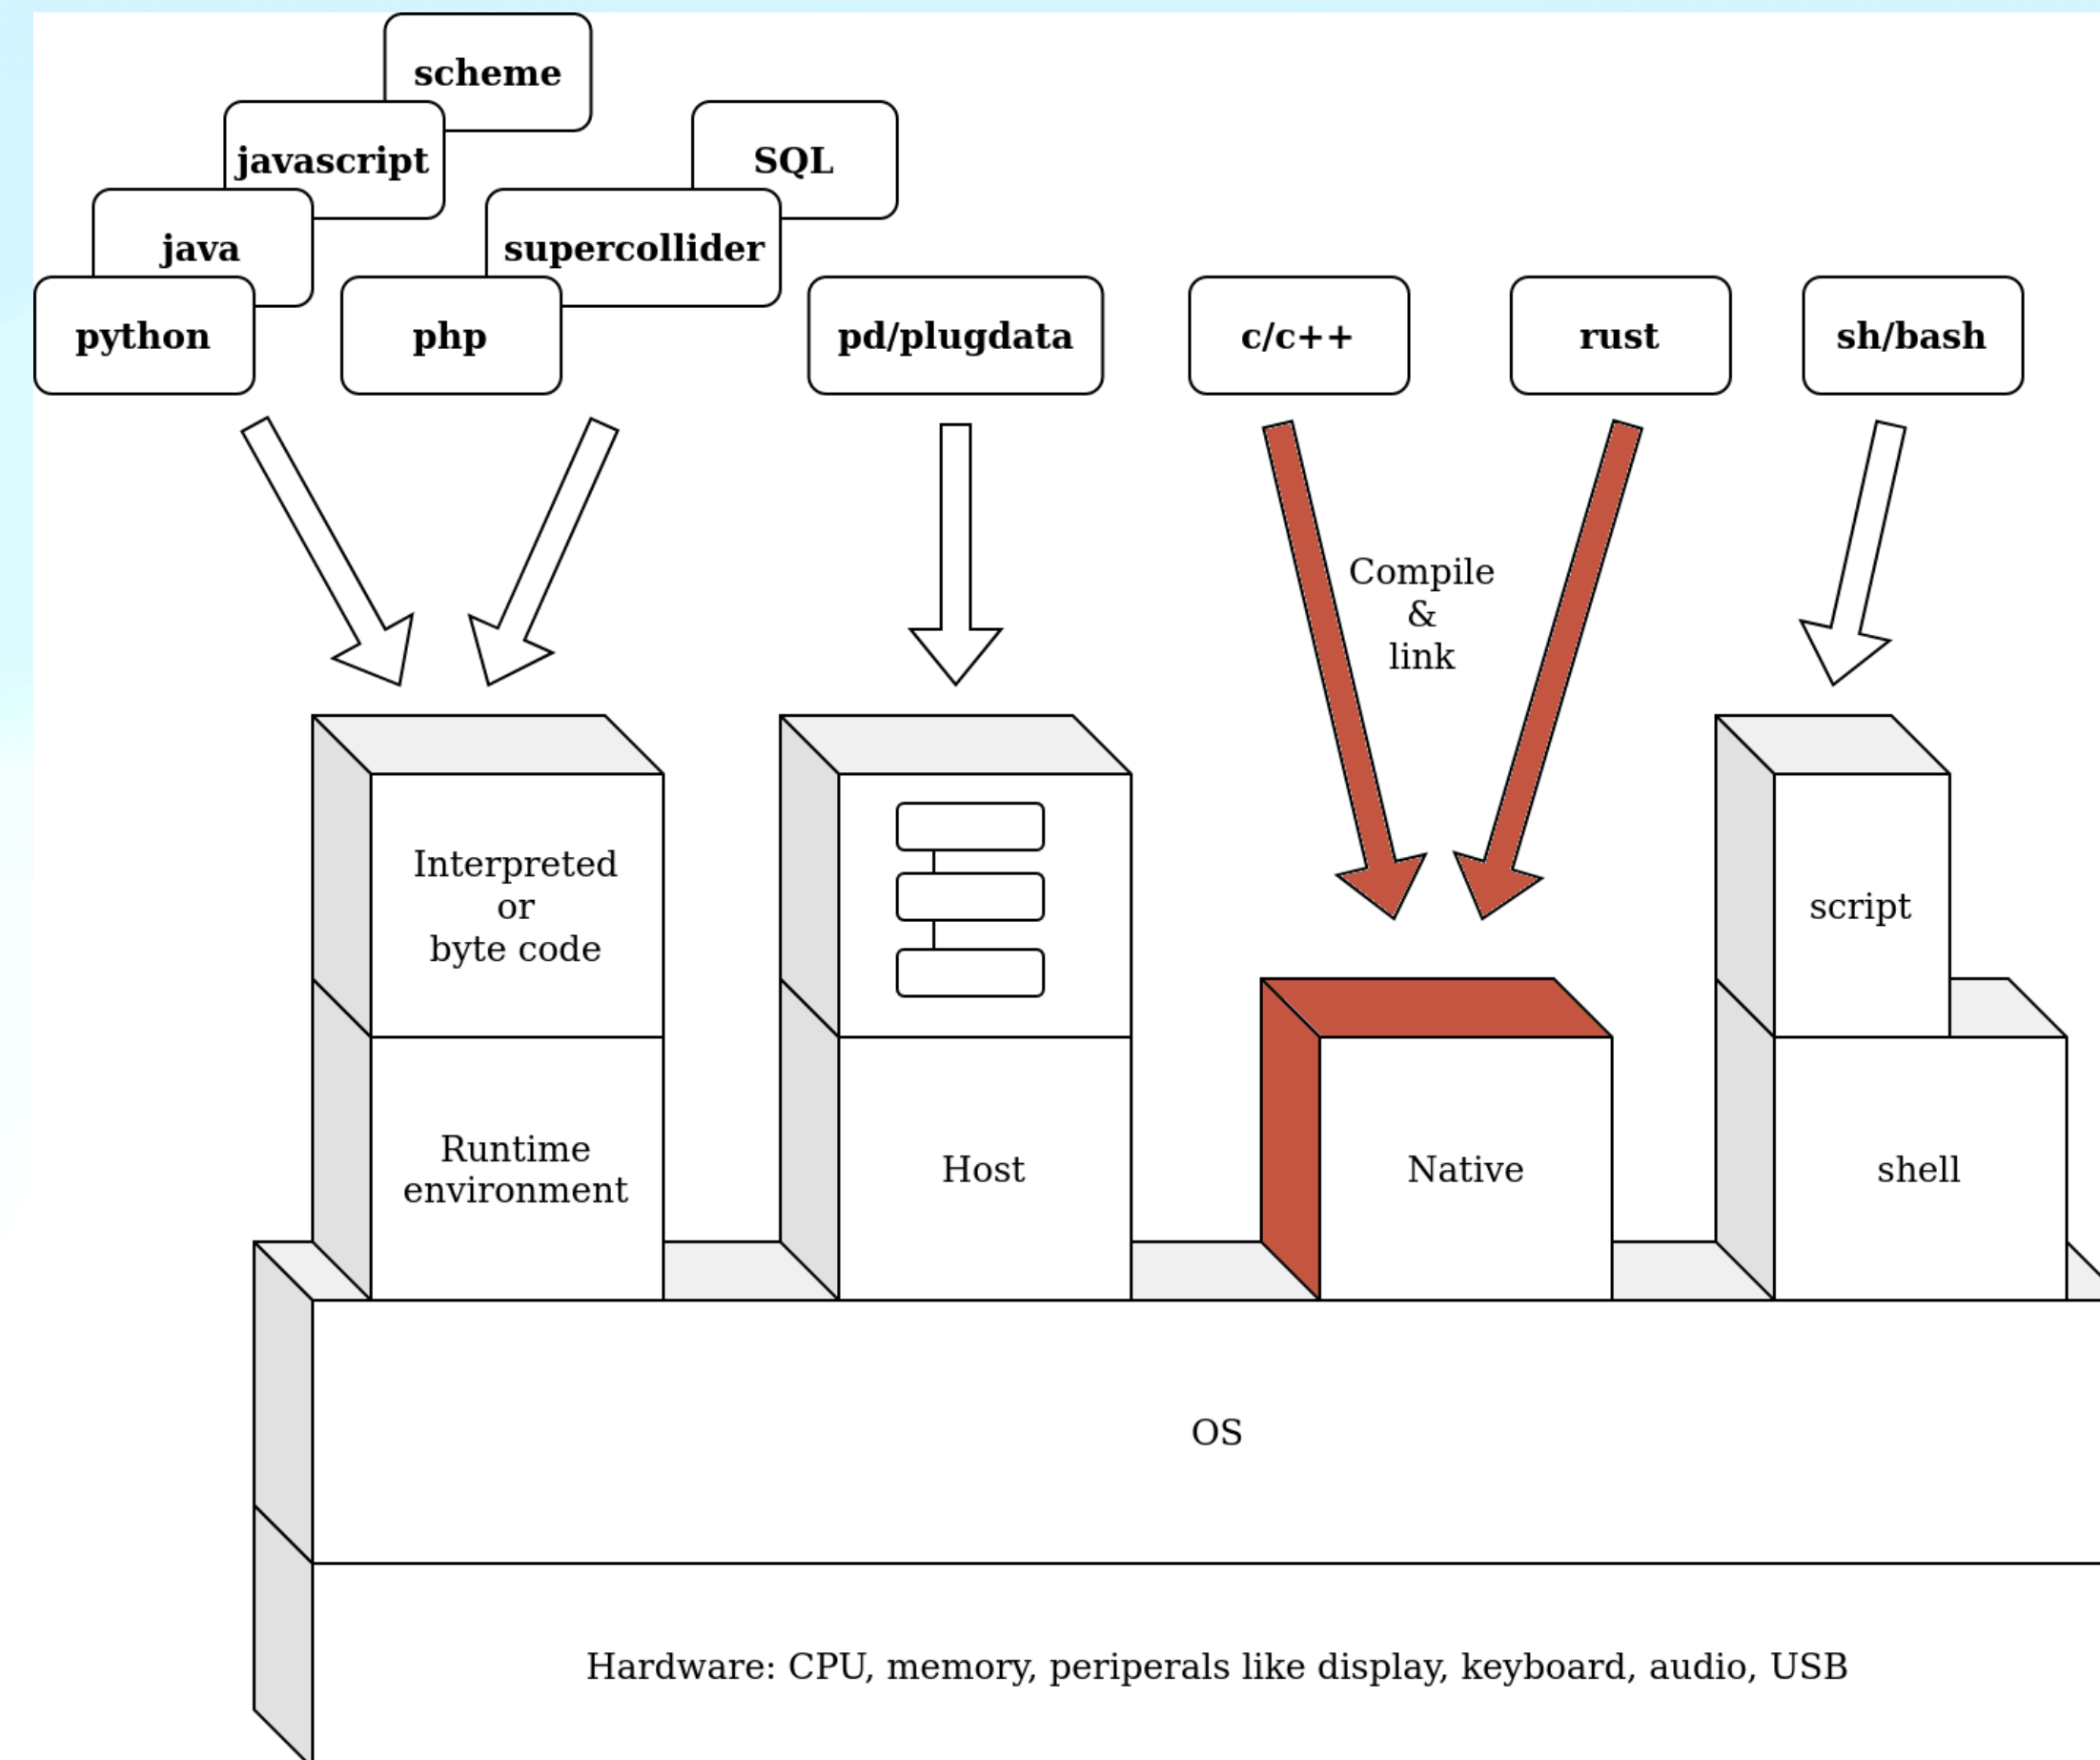 scheme
javascript
SQL
java
supercollider
python
php
pd/plugdata
c/c++
rust
sh/bash
Compile
&
link
Interpreted
or
byte code
script
Runtime
environment
Host
Native
shell
OS
Hardware: CPU, memory, periperals like display, keyboard, audio, USB